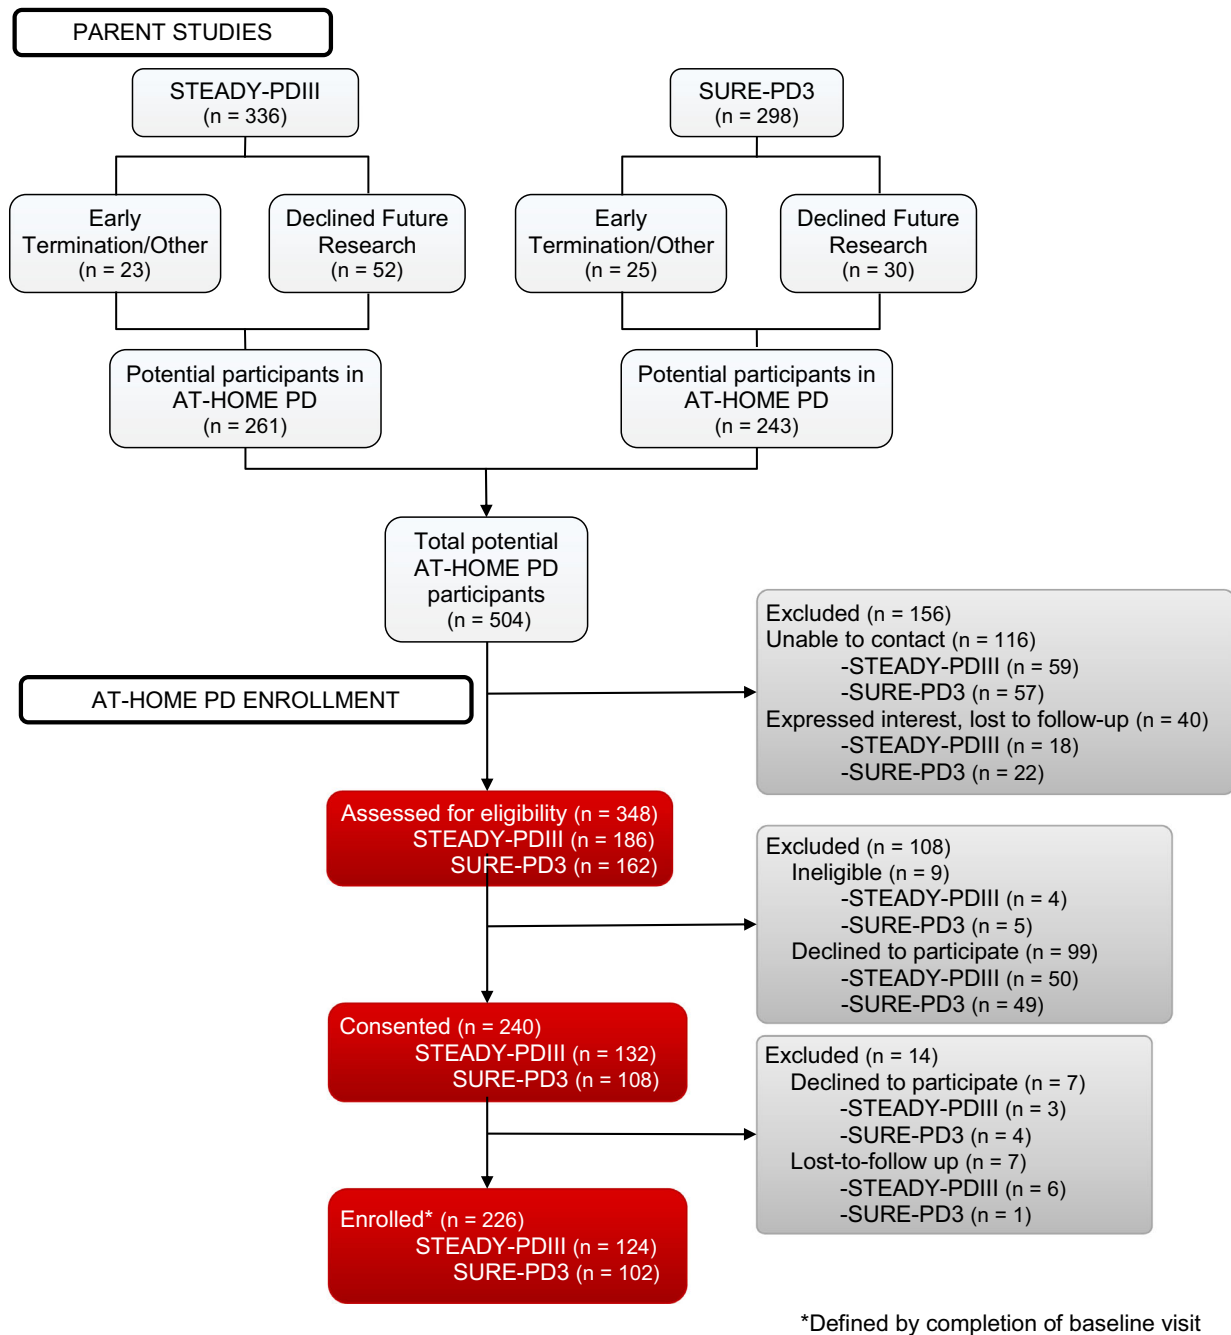 PARENT STUDIES
STEADY-PDIII
(n = 336)
SURE-PD3
(n = 298)
Early
Termination/Other
(n = 23)
Declined Future
Research
(n = 52)
Early
Termination/Other
(n = 25)
Declined Future
Research
(n = 30)
Potential participants in
AT-HOME PD
(n = 261)
Potential participants in
AT-HOME PD
(n = 243)
Total potential
AT-HOME PD
participants
(n = 504)
Excluded (n = 156)
Unable to contact (n = 116)
-STEADY-PDIII (n = 59)
-SURE-PD3 (n = 57)
Expressed interest, lost to follow-up (n = 40)
-STEADY-PDIII (n = 18)
-SURE-PD3 (n = 22)
AT-HOME PD ENROLLMENT
Assessed for eligibility (n = 348)
STEADY-PDIII (n = 186)
SURE-PD3 (n = 162)
Excluded (n = 108)
Ineligible (n = 9)
-STEADY-PDIII (n = 4)
-SURE-PD3 (n = 5)
Declined to participate (n = 99)
-STEADY-PDIII (n = 50)
-SURE-PD3 (n = 49)
Consented (n = 240)
STEADY-PDIII (n = 132)
SURE-PD3 (n = 108)
Excluded (n = 14)
Declined to participate (n = 7)
-STEADY-PDIII (n = 3)
-SURE-PD3 (n = 4)
Lost-to-follow up (n = 7)
-STEADY-PDIII (n = 6)
-SURE-PD3 (n = 1)
Enrolled* (n = 226)
STEADY-PDIII (n = 124)
SURE-PD3 (n = 102)
*Defined by completion of baseline visit